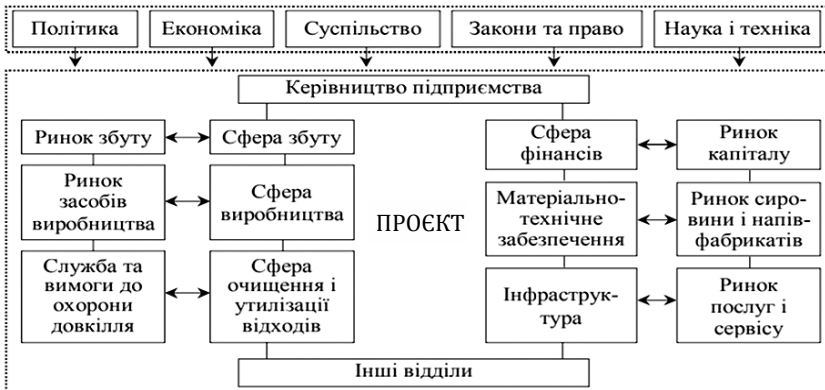 Політика
Економіка
Суспільство
Закони та право
Наука і техніка
Керівництво підприємства
Ринок збуту
Сфера збуту
Сфера
фінансів
Ринок
капіталу
Ринок
засобів
виробництва
Сфера
виробництва
ПРОЄКТ
Матеріально-
технічне
забезпечення
Ринок сиро-
вини і напів-
фабрикатів
Служба та
вимоги до
охорони
довкілля
Сфера
очищення і
утилізації
відходів
Інфраструк-
тура
Ринок
послуг і
сервісу
Інші відділи